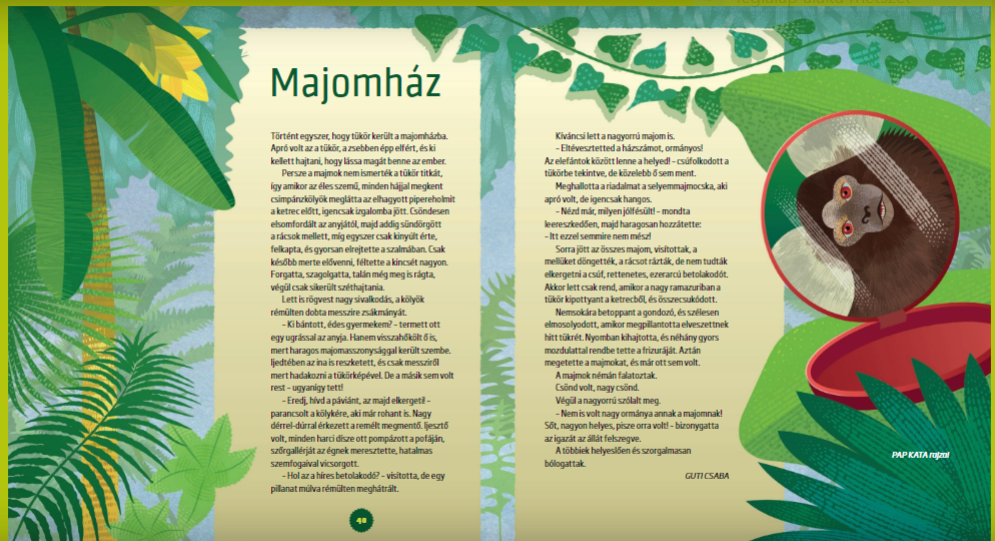 Majomház
Történt egyszer, hogy tükör került a majomházba.
Apró volt az a tükör, a zsebben épp elfért, és ki
kellett hajtani, hogy lássa magát benne az ember.
Persze a majmok nem ismerték a tükör titkát,
így amikor az éles szemű, minden hájjal megkent
csimpánzkölyök meglátta az elhagyott pipereholmit
a ketrec előtt, igencsak izgalomba jött. Csöndesen
elsomfordált az anyjától, majd addig sündörgött
a rácsok mellett, míg egyszer csak kinyúlt érte,
felkapta, és gyorsan elrejtette a szalmában. Csak
később merte elővenni, féltette a kincsét nagyon.
Forgatta, szagolgatta, talán még meg is rágta,
végül csak sikerült széthajtania.
Lett is rögvest nagy sivalkodás, a kölyök
rémülten dobta messzire zsákmányát.
– Ki bántott, édes gyermekem? – termett ott
egy ugrással az anyja. Hanem visszahőkölt ő is,
mert haragos majomasszonysággal került szembe.
Ijedtében az ina is reszketett, és csak messziről
mert hadakozni a tükörképével. De a másik sem volt
rest – ugyanígy tett!
– Eredj, hívd a páviánt, az majd elkergeti! –
parancsolt a kölykére, aki már rohant is. Nagy
dérrel-dúrral érkezett a remélt megmentő. Ijesztő
volt, minden harci dísze ott pompázott a pofáján,
szőrgallérját az égnek meresztette, hatalmas
szemfogaival vicsorgott.
– Hol az a híres betolakodó? – visította, de egy
pillanat múlva rémülten meghátrált.
48
Kíváncsi lett a nagyorrú majom is.
– Eltévesztetted a házszámot, ormányos!
Az elefántok között lenne a helyed! – csúfolkodott a
tükörbe tekintve, de közelebb ő sem ment.
Meghallotta a riadalmat a selyemmajmocska, aki
apró volt, de igencsak hangos.
– Nézd már, milyen jólfésült! – mondta
leereszkedően, majd haragosan hozzátette:
– Itt ezzel semmire nem mész!
Sorra jött az összes majom, visítottak, a
mellüket döngették, a rácsot rázták, de nem tudták
elkergetni a csúf, rettenetes, ezerarcú betolakodót.
Akkor lett csak rend, amikor a nagy ramazuriban a
tükör kipottyant a ketrecből, és összecsukódott.
Nemsokára betoppant a gondozó, és szélesen
elmosolyodott, amikor megpillantotta elveszettnek
hitt tükrét. Nyomban kihajtotta, és néhány gyors
mozdulattal rendbe tette a frizuráját. Aztán
megetette a majmokat, és már ott sem volt.
A majmok némán falatoztak.
Csönd volt, nagy csönd.
Végül a nagyorrú szólalt meg.
– Nem is volt nagy ormánya annak a majomnak!
Sőt, nagyon helyes, pisze orra volt! – bizonygatta
az igazát az állát felszegve.
A többiek helyeslően és szorgalmasan
bólogattak.
GUTI CSABA
PAP KATA rajzai